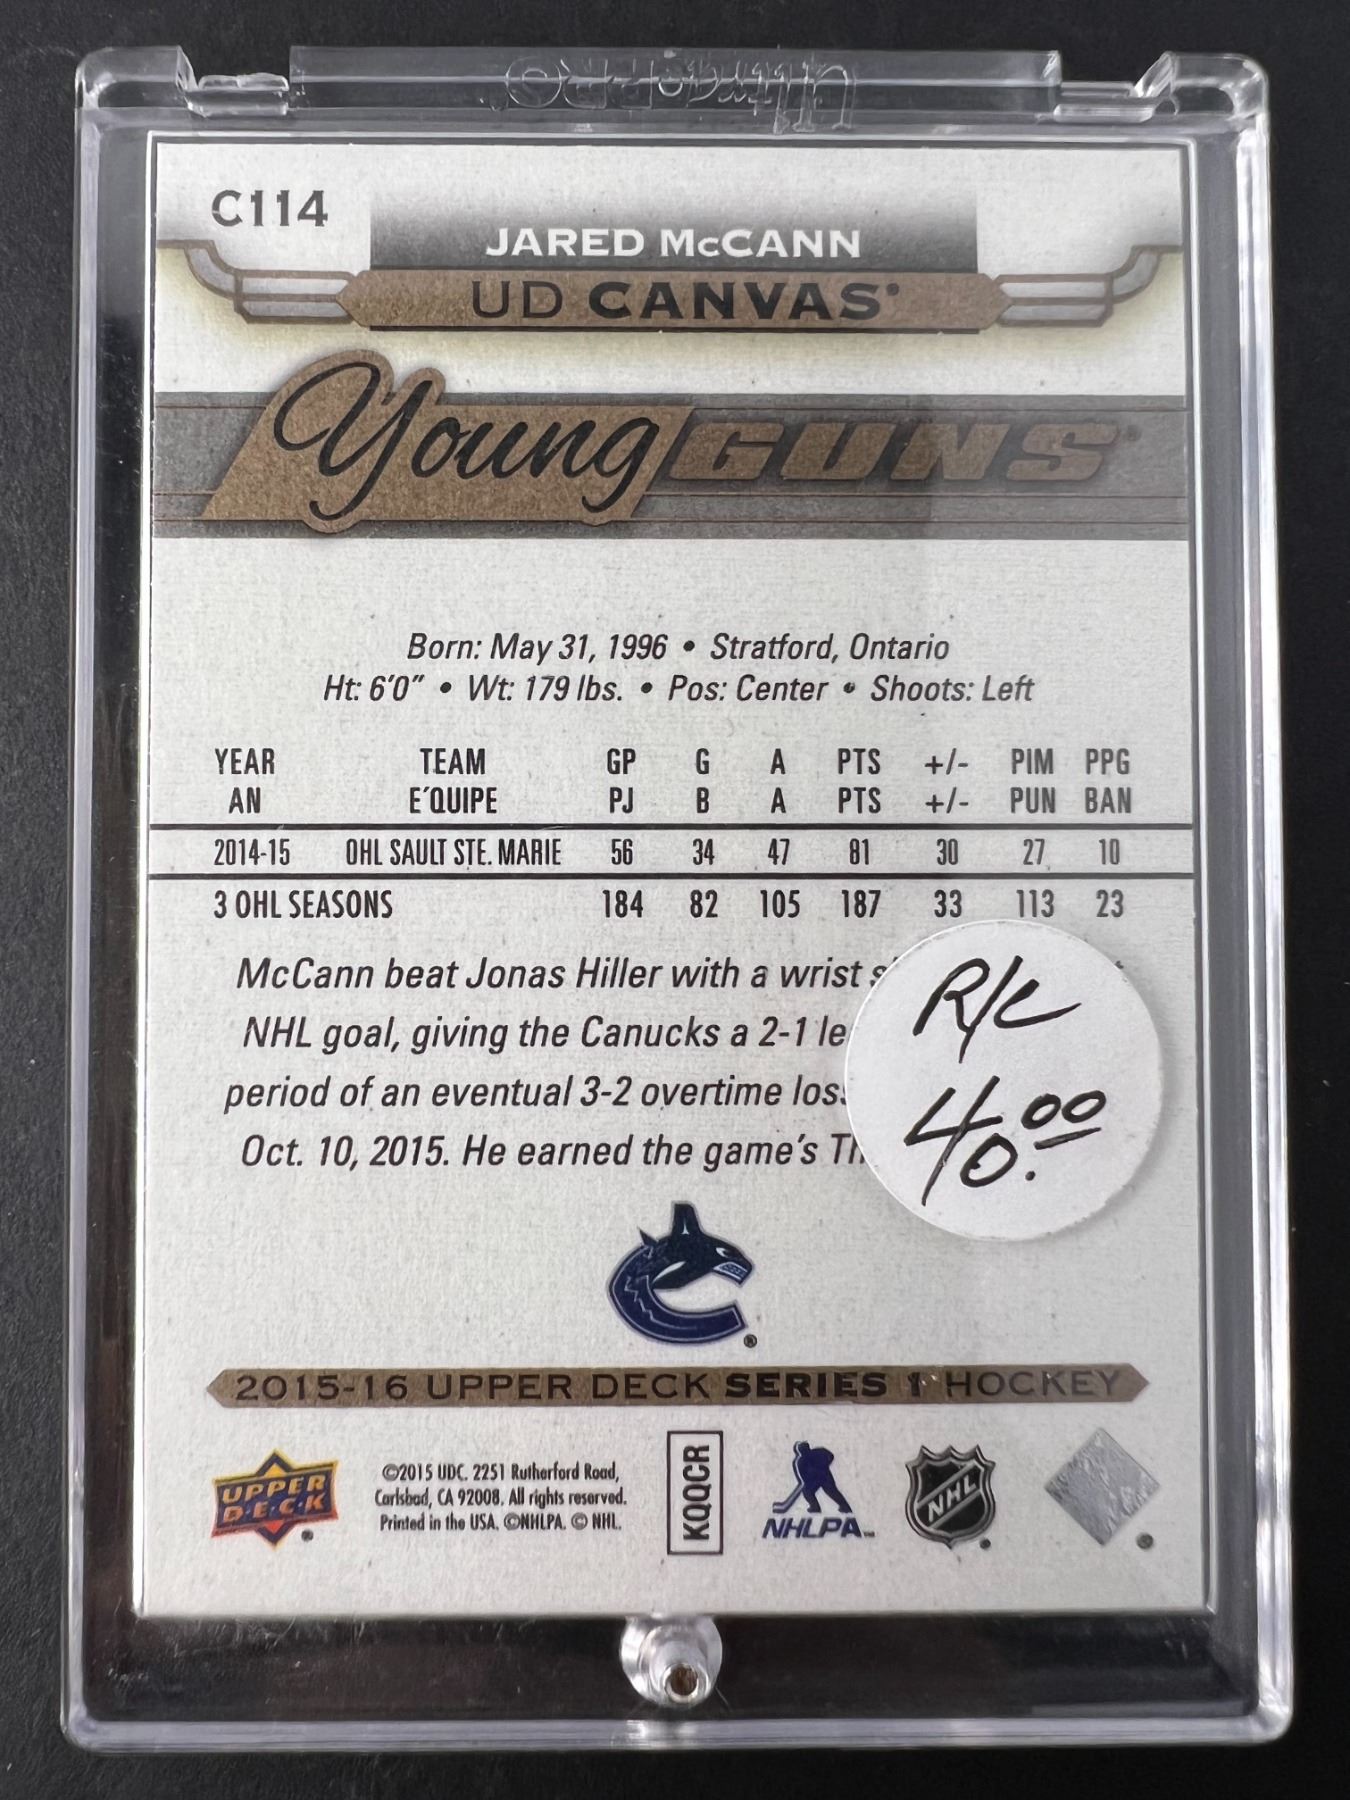 UltraPRO
C114
JARED McCANN
UD CANVAS®
Young GUNS®
Born: May 31, 1996 • Stratford, Ontario
Ht: 6'0" • Wt: 179 lbs. • Pos: Center • Shoots: Left
YEAR TEAM GP G A PTS +/- PIM PPG
AN E'QUIPE PJ B A PTS +/- PUN BAN
2014-15 OHL SAULT STE. MARIE 56 34 47 81 30 27 10
3 OHL SEASONS 184 82 105 187 33 113 23
McCann beat Jonas Hiller with a wrist
NHL goal, giving the Canucks a 2-1
period of an eventual 3-2 overtime
Oct. 10, 2015. He earned the game's
R/C
40.00
2015-16 UPPER DECK SERIES 1 HOCKEY
UPPER DECK
©2015 UDC. 2251 Rutherford Road,
Carlsbad, CA 92008. All rights reserved.
Printed in the USA. ©NHLPA. © NHL.
KQQCR
NHLPA™
NHL